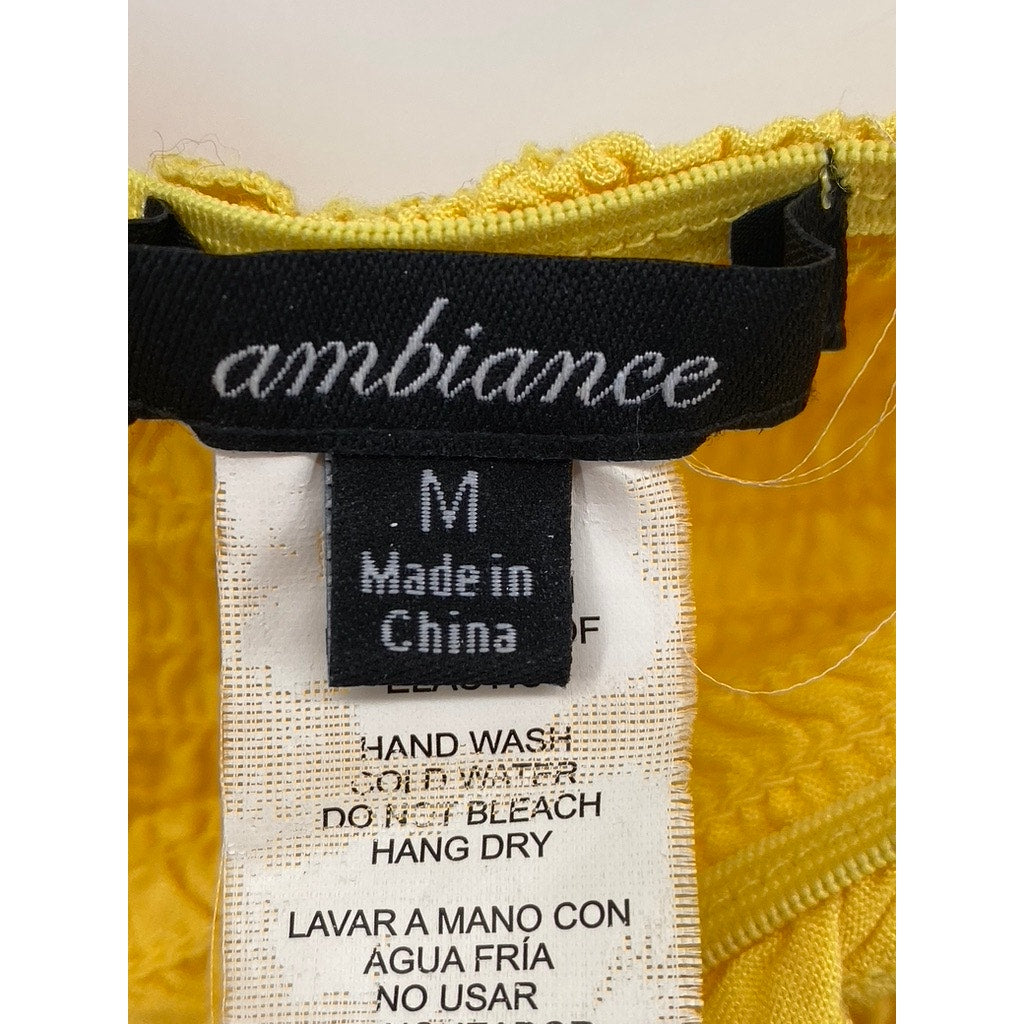 ambiance
M
Made in
China
OF
HAND WASH
COLD WATER
DO NOT BLEACH
HANG DRY
LAVAR A MANO CON
AGUA FRÍA
NO USAR